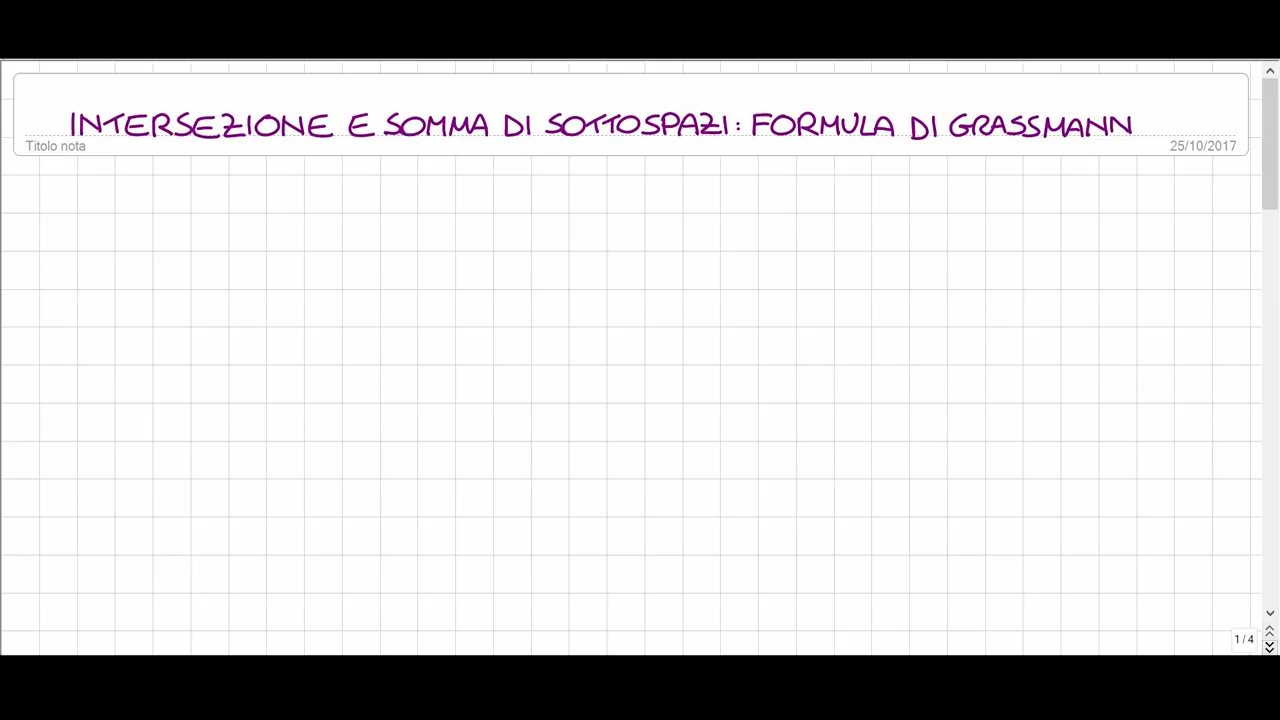 INTERSEZIONE E SOMMA DI SOTTOSPAZI: FORMULA DI GRASSMANN
Titolo nota 25/10/2017
1 / 4